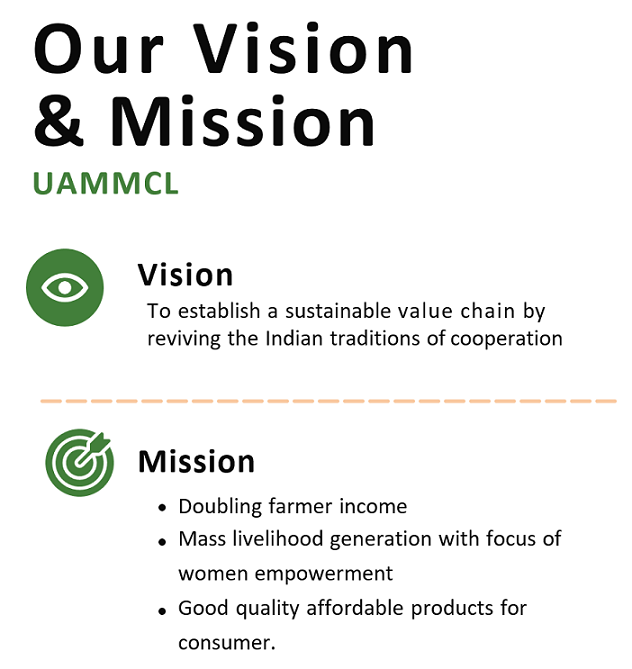 Our Vision
& Mission
UAMMCL
Vision
To establish a sustainable value chain by
reviving the Indian traditions of cooperation
Mission
• Doubling farmer income
• Mass livelihood generation with focus of
women empowerment
• Good quality affordable products for
consumer.